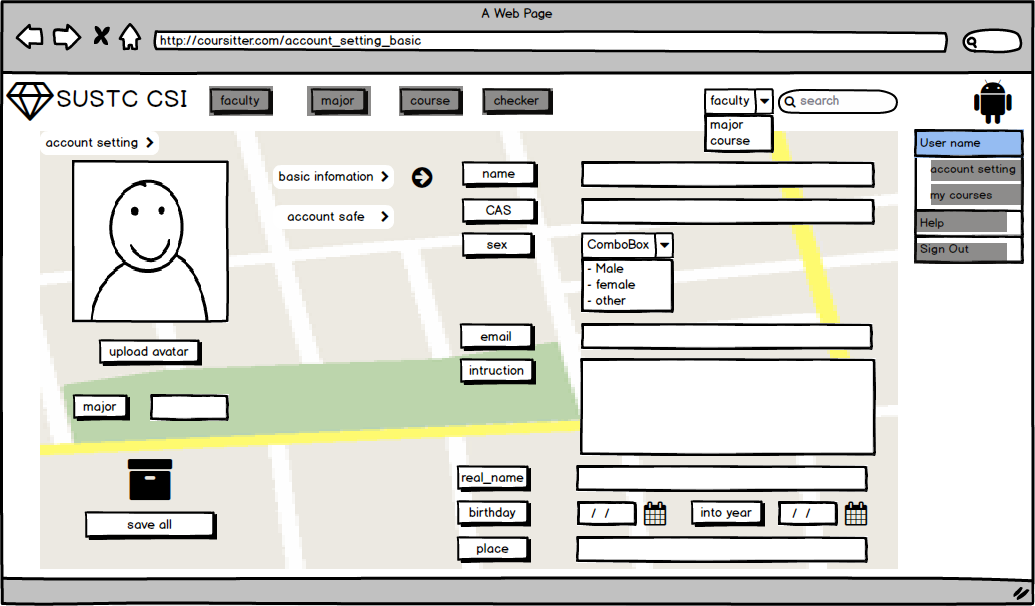 A Web Page
http://coursitter.com/account_setting_basic
SUSTC CSI
faculty
major
course
checker
faculty
search
major
course
account setting
User name
account setting
my courses
Help
Sign Out
basic infomation
account safe
name
CAS
sex
ComboBox
- Male
- female
- other
upload avatar
email
intruction
major
save all
real_name
birthday
/ /
into year
/ /
place